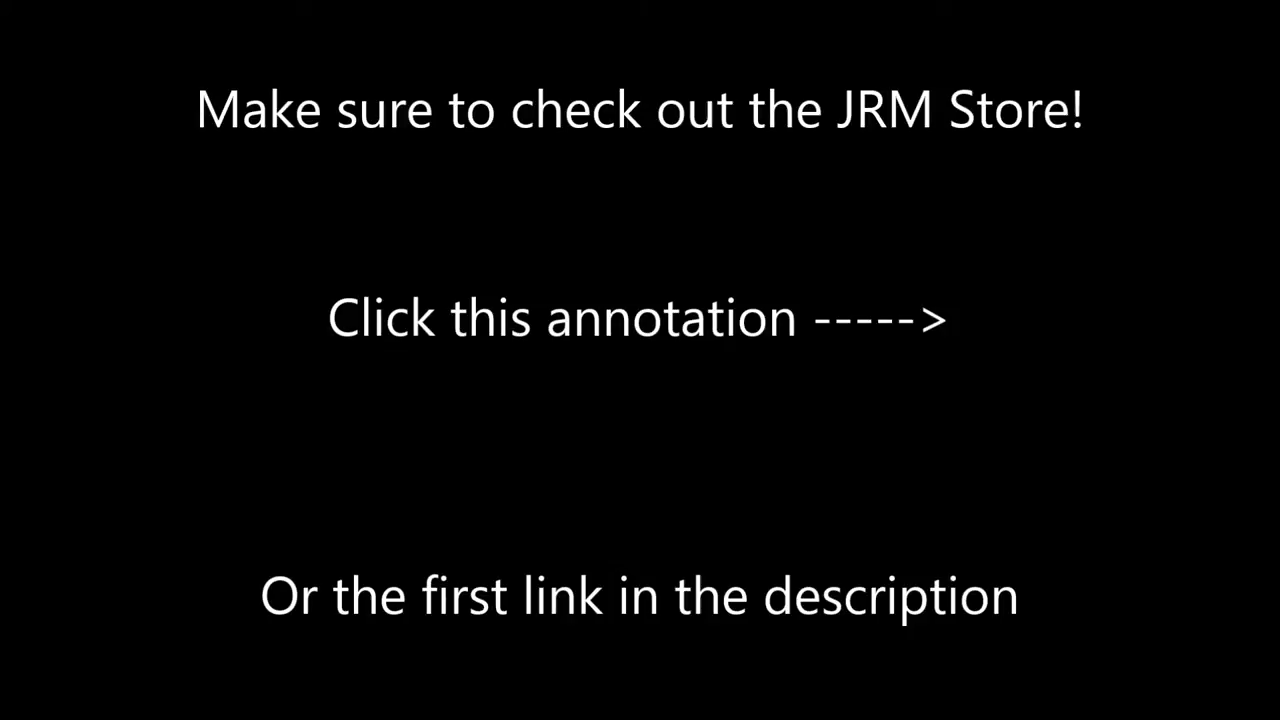 Make sure to check out the JRM Store!
Click this annotation ----->
Or the first link in the description